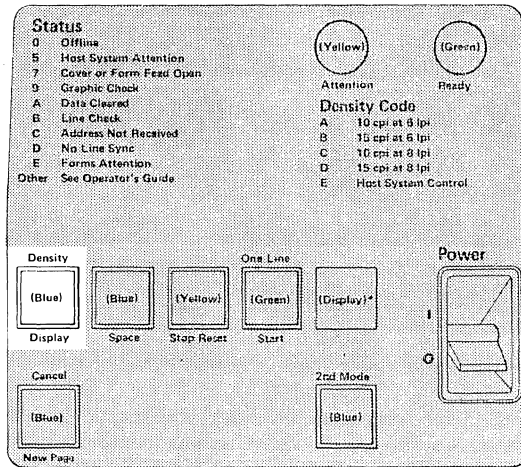 Status
0 Offline
5 Host System Attention
7 Cover or Form Feed Open
9 Graphic Check
A Data Cleared
B Line Check
C Address Not Received
D No Line Sync
E Forms Attention
Other See Operator's Guide
(Yellow)
Attention
(Green)
Ready
Density Code
A 10 cpi at 6 lpi
B 15 cpi at 6 lpi
C 10 cpi at 8 lpi
D 15 cpi at 8 lpi
E Host System Control
Density
(Blue)
Display
(Blue)
Space
(Yellow)
Stop Reset
One Line
(Green)
Start
(Display)*
Power
I
O
Cancel
(Blue)
New Page
2nd Mode
(Blue)